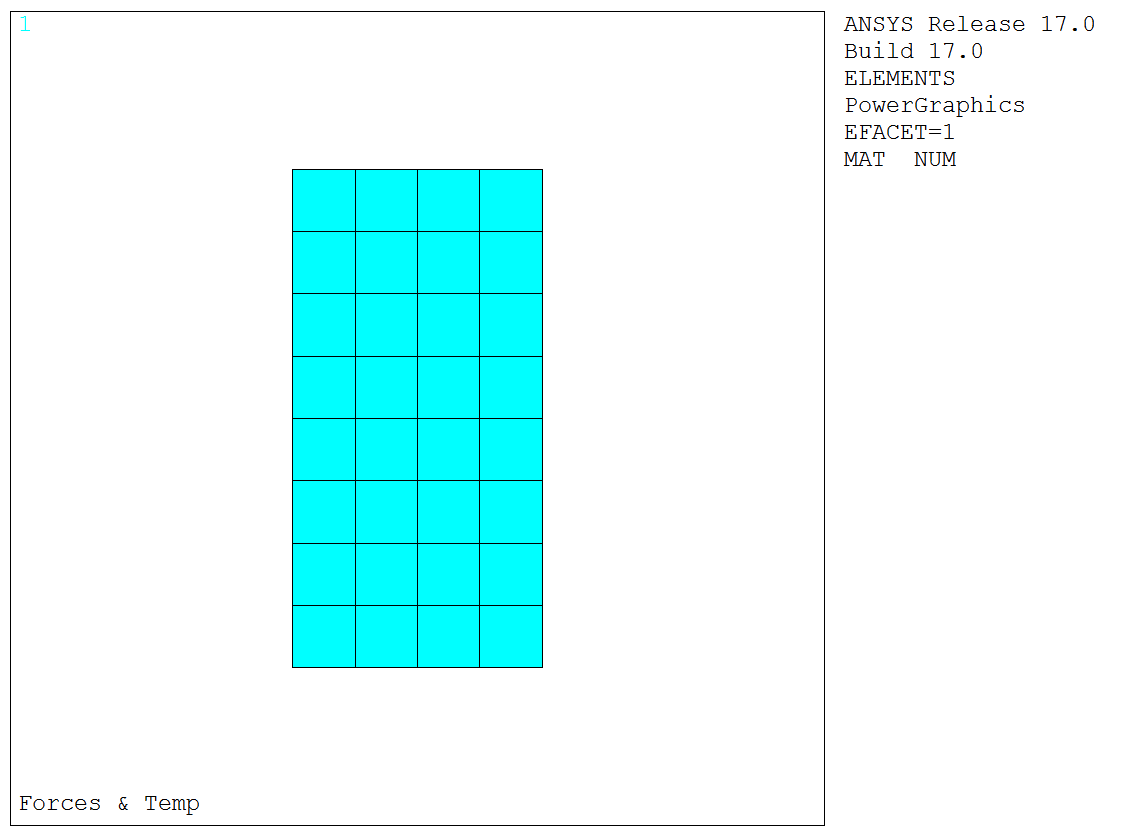 1
ANSYS Release 17.0
Build 17.0
ELEMENTS
PowerGraphics
EFACET=1
MAT NUM
Forces & Temp